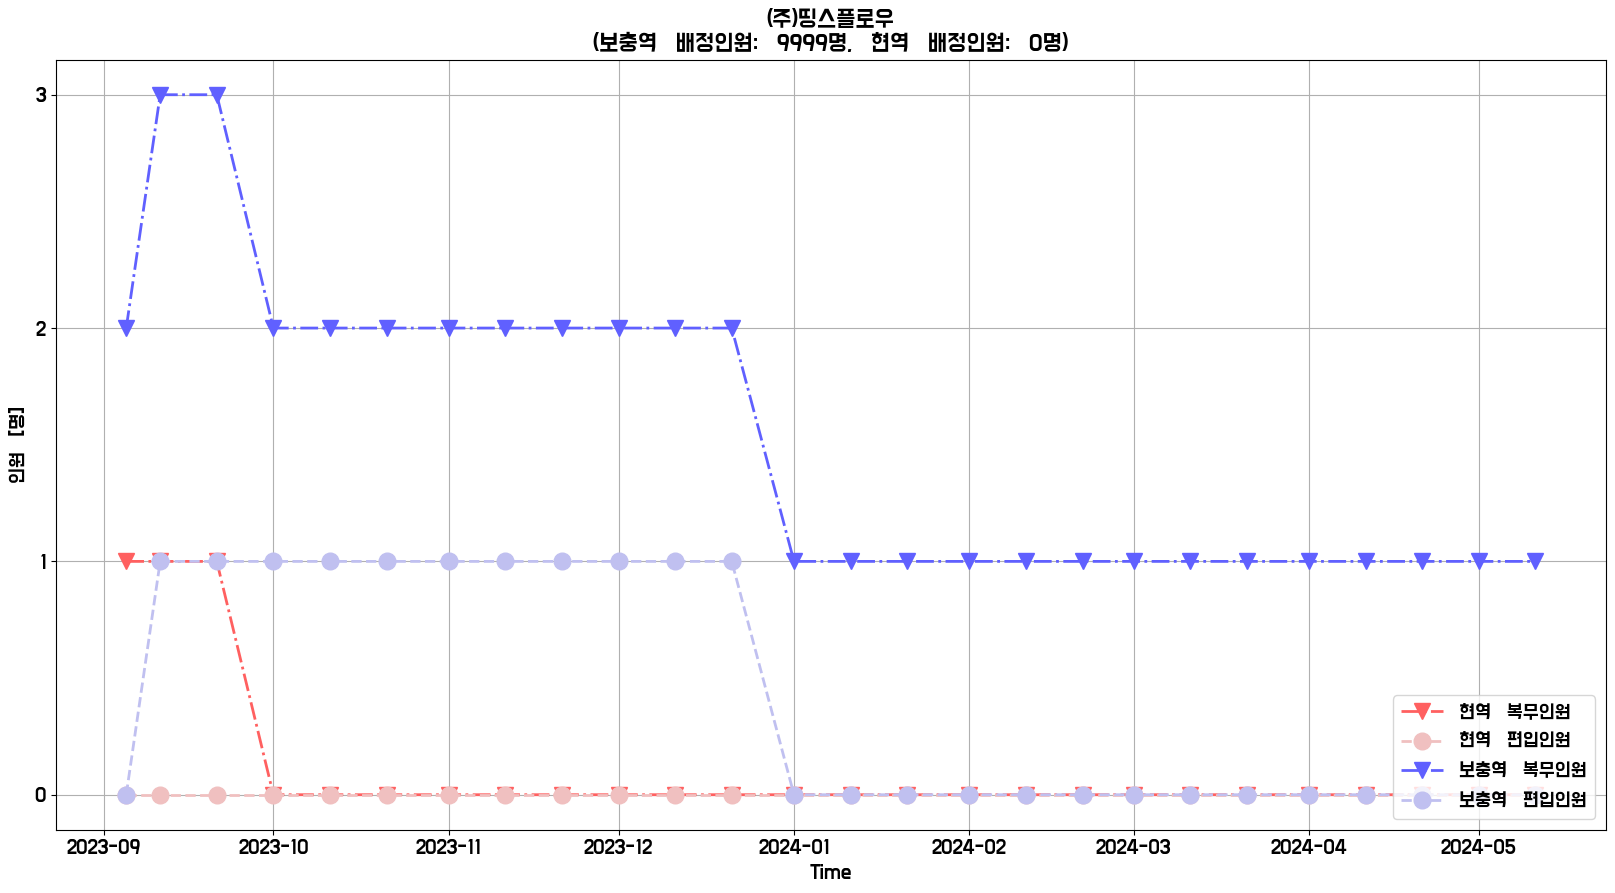 (주)띵스플로우
(보충역 배정인원: 9999명, 현역 배정인원: 0명)
3
2
1
0
인원 [명]
현역 복무인원
현역 편입인원
보충역 복무인원
보충역 편입인원
2023-09 2023-10 2023-11 2023-12 2024-01 2024-02 2024-03 2024-04 2024-05
Time